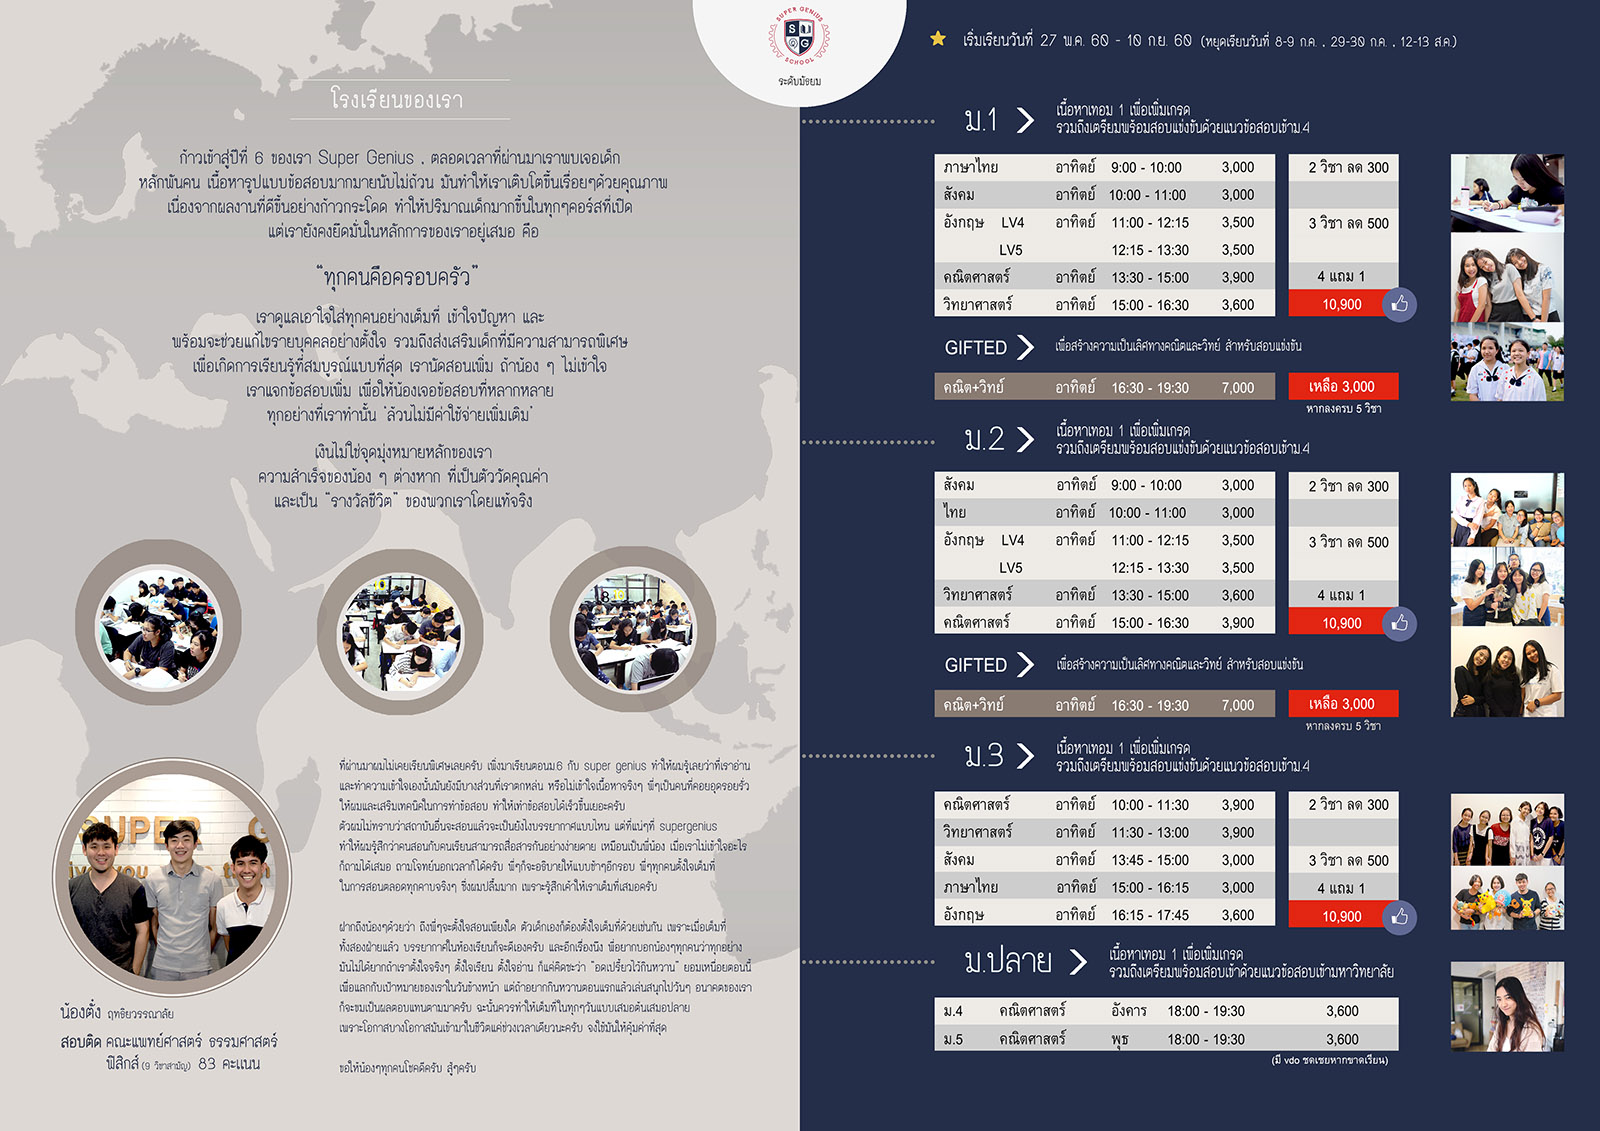 SUPER GENIUS
S G
SCHOOL
ระดับมัธยม
โรงเรียนของเรา
ก้าวเข้าสู่ปีที่ 6 ของเรา Super Genius , ตลอดเวลาที่ผ่านมาเราพบเจอเด็ก
หลักพันคน เนื้อหารูปแบบข้อสอบมากมายนับไม่ถ้วน มันทำให้เราเติบโตขึ้นเรื่อยๆด้วยคุณภาพ
เนื่องจากผลงานที่ดีขึ้นอย่างก้าวกระโดด ทำให้ปริมาณเด็กมากขึ้นในทุกๆคอร์สที่เปิด
แต่เรายังคงยึดมั่นในหลักการของเราอยู่เสมอ คือ
"ทุกคนคือครอบครัว"
เราดูแลเอาใจใส่ทุกคนอย่างเต็มที่ เข้าใจปัญหา และ
พร้อมจะช่วยแก้ไขรายบุคคลอย่างตั้งใจ รวมถึงส่งเสริมเด็กที่มีความสามารถพิเศษ
เพื่อเกิดการเรียนรู้ที่สมบูรณ์แบบที่สุด เรานัดสอนเพิ่ม ถ้าน้อง ๆ ไม่เข้าใจ
เราแจกข้อสอบเพิ่ม เพื่อให้น้องเจอข้อสอบที่หลากหลาย
ทุกอย่างที่เราทำนั้น 'ล้วนไม่มีค่าใช้จ่ายเพิ่มเติม'
เงินไม่ใช่จุดมุ่งหมายหลักของเรา
ความสำเร็จของน้อง ๆ ต่างหาก ที่เป็นตัววัดคุณค่า
และเป็น "รางวัลชีวิต" ของพวกเราโดยแท้จริง
ที่ผ่านมาผมไม่เคยเรียนพิเศษเลยครับ เพิ่งมาเรียนตอนม6 กับ super genius ทำให้ผมรู้เลยว่าที่เราอ่าน
และทำความเข้าใจเองนั้นมันยังมีบางส่วนที่เราตกหล่น หรือไม่เข้าใจเนื้อหาจริงๆ พี่ๆเป็นคนที่คอยอุดรอยรั่ว
ให้ผมและเสริมเทคนิคในการทำข้อสอบ ทำให้ทำข้อสอบได้เร็วขึ้นเยอะครับ
ตัวผมไม่ทราบว่าสถาบันอื่นจะสอนแล้วจะเป็นยังไงบรรยากาศแบบไหน แต่ที่แน่ๆที่ supergenius
ทำให้ผมรู้สึกว่าคนสอนกับคนเรียนสามารถสื่อสารกันอย่างง่ายดาย เหมือนเป็นพี่น้อง เมื่อเราไม่เข้าใจอะไร
ก็ถามได้เสมอ ถามโจทย์นอกเวลาก็ได้ครับ พี่ๆก็จะอธิบายให้แบบช้าๆอีกรอบ พี่ๆทุกคนตั้งใจเต็มที่
ในการสอนตลอดทุกคาบจริงๆ ซึ่งผมปลื้มมาก เพราะรู้สึกเค้าให้เราเต็มที่เสมอครับ
ฝากถึงน้องๆด้วยว่า ถึงพี่ๆจะตั้งใจสอนเพียงใด ตัวเด็กเองก็ต้องตั้งใจเต็มที่ด้วยเช่นกัน เพราะเมื่อเต็มที่
ทั้งสองฝ่ายแล้ว บรรยากาศในห้องเรียนก็จะดีเองครับ และอีกเรื่องนึง พี่อยากบอกน้องๆทุกคนว่าทุกอย่าง
มันไม่ได้ยากถ้าเราตั้งใจจริงๆ ตั้งใจเรียน ตั้งใจอ่าน ก็แค่คิดซะว่า "อดเปรี้ยวไว้กินหวาน" ยอมเหนื่อยตอนนี้
เพื่อแลกกับเป้าหมายของเราในวันข้างหน้า แต่ถ้าอยากกินหวานตอนแรกแล้วเล่นสนุกไปวันๆ อนาคตของเรา
ก็จะขมเป็นผลตอบแทนตามมาครับ ฉะนั้นควรทำให้เต็มที่ในทุกๆวันแบบเสมอต้นเสมอปลาย
เพราะโอกาสบางโอกาสมันเข้ามาในชีวิตแค่ช่วงเวลาเดียวนะครับ จงใช้มันให้คุ้มค่าที่สุด
ขอให้น้องๆทุกคนโชคดีครับ สู้ๆครับ
SUPER G
น้องตั๋ง ฤทธิยวรรณาลัย
สอบติด คณะแพทย์ศาสตร์ ธรรมศาสตร์
ฟิสิกส์ (9 วิชาสามัญ) 83 คะแนน
เริ่มเรียนวันที่ 27 พ.ค. 60 - 10 ก.ย. 60 (หยุดเรียนวันที่ 8-9 ก.ค. , 29-30 ก.ค. , 12-13 ส.ค.)
ม.1 เนื้อหาเทอม 1 เพื่อเพิ่มเกรด
รวมถึงเตรียมพร้อมสอบแข่งขันด้วยแนวข้อสอบเข้าม.4
ภาษาไทย อาทิตย์ 9:00 - 10:00 3,000 2 วิชา ลด 300
สังคม อาทิตย์ 10:00 - 11:00 3,000
อังกฤษ LV4 อาทิตย์ 11:00 - 12:15 3,500 3 วิชา ลด 500
LV5 12:15 - 13:30 3,500
คณิตศาสตร์ อาทิตย์ 13:30 - 15:00 3,900 4 แถม 1
วิทยาศาสตร์ อาทิตย์ 15:00 - 16:30 3,600 10,900
GIFTED เพื่อสร้างความเป็นเลิศทางคณิตและวิทย์ สำหรับสอบแข่งขัน
คณิต+วิทย์ อาทิตย์ 16:30 - 19:30 7,000 เหลือ 3,000
หากลงครบ 5 วิชา
ม.2 เนื้อหาเทอม 1 เพื่อเพิ่มเกรด
รวมถึงเตรียมพร้อมสอบแข่งขันด้วยแนวข้อสอบเข้าม.4
สังคม อาทิตย์ 9:00 - 10:00 3,000 2 วิชา ลด 300
ไทย อาทิตย์ 10:00 - 11:00 3,000
อังกฤษ LV4 อาทิตย์ 11:00 - 12:15 3,500 3 วิชา ลด 500
LV5 12:15 - 13:30 3,500
วิทยาศาสตร์ อาทิตย์ 13:30 - 15:00 3,600 4 แถม 1
คณิตศาสตร์ อาทิตย์ 15:00 - 16:30 3,900 10,900
GIFTED เพื่อสร้างความเป็นเลิศทางคณิตและวิทย์ สำหรับสอบแข่งขัน
คณิต+วิทย์ อาทิตย์ 16:30 - 19:30 7,000 เหลือ 3,000
หากลงครบ 5 วิชา
ม.3 เนื้อหาเทอม 1 เพื่อเพิ่มเกรด
รวมถึงเตรียมพร้อมสอบแข่งขันด้วยแนวข้อสอบเข้าม.4
คณิตศาสตร์ อาทิตย์ 10:00 - 11:30 3,900 2 วิชา ลด 300
วิทยาศาสตร์ อาทิตย์ 11:30 - 13:00 3,900
สังคม อาทิตย์ 13:45 - 15:00 3,000 3 วิชา ลด 500
ภาษาไทย อาทิตย์ 15:00 - 16:15 3,000 4 แถม 1
อังกฤษ อาทิตย์ 16:15 - 17:45 3,600 10,900
ม.ปลาย เนื้อหาเทอม 1 เพื่อเพิ่มเกรด
รวมถึงเตรียมพร้อมสอบเข้าด้วยแนวข้อสอบเข้ามหาวิทยาลัย
ม.4 คณิตศาสตร์ อังคาร 18:00 - 19:30 3,600
ม.5 คณิตศาสตร์ พุธ 18:00 - 19:30 3,600
(มี vdo ชดเชยหากขาดเรียน)